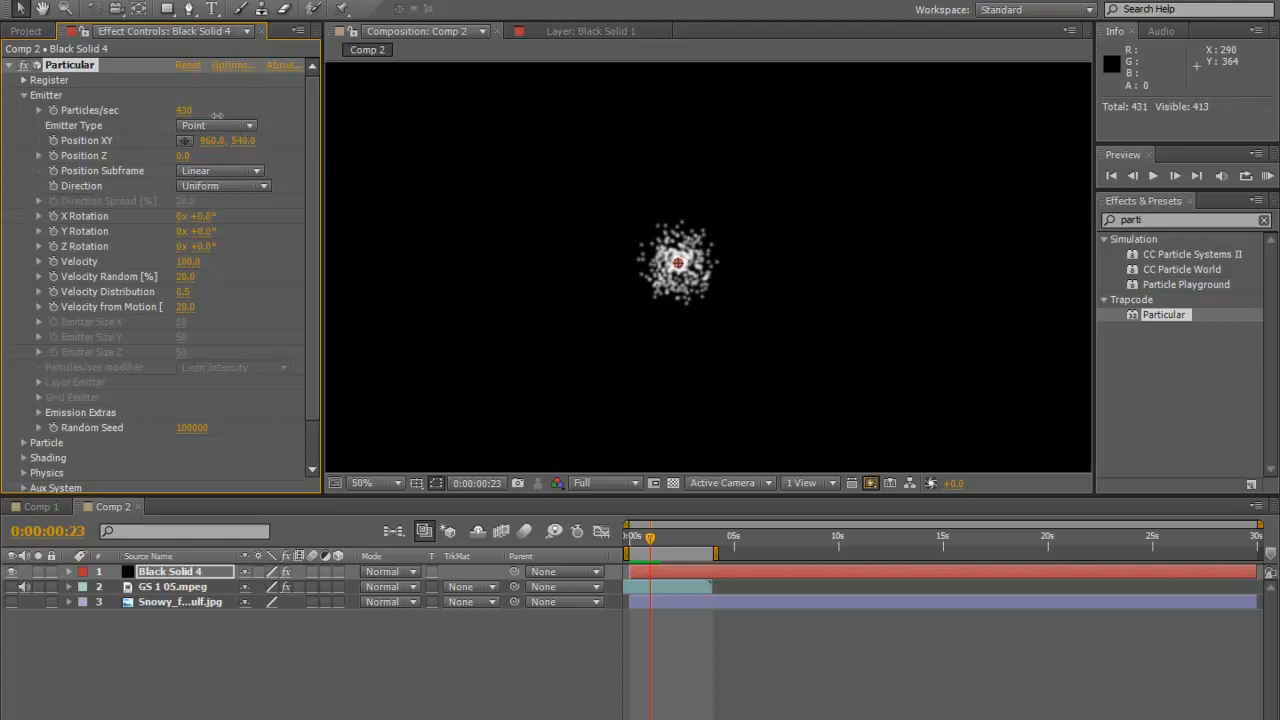 Workspace: Standard Search Help
Project Effect Controls: Black Solid 4 Composition: Comp 2 Layer: Black Solid 1 Info Audio
Comp 2 • Black Solid 4 Comp 2
Particular Reset Options... About...
Register
Emitter
Particles/sec 430
Emitter Type Point
Position XY 960.0, 540.0
Position Z 0.0
Position Subframe Linear
Direction Uniform
Direction Spread [%] 20.0
X Rotation 0x +0.0°
Y Rotation 0x +0.0°
Z Rotation 0x +0.0°
Velocity 100.0
Velocity Random [%] 20.0
Velocity Distribution 0.5
Velocity from Motion [ 20.0
Emitter Size X 50
Emitter Size Y 50
Emitter Size Z 50
Particles/sec modifier Light Intensity
Layer Emitter
Grid Emitter
Emission Extras
Random Seed 100000
Particle
Shading
Physics
Aux System
R: X: 290
G: Y: 364
B:
A: 0
Total: 431 Visible: 413
Preview
Effects & Presets
parti
Simulation
CC Particle Systems II
CC Particle World
Particle Playground
Trapcode
Particular
50% 0:00:00:23 Full Active Camera 1 View +0.0
Comp 1 Comp 2
0:00:00:23
):00s 05s 10s 15s 20s 25s 30s
# Source Name Mode T TrkMat Parent
1 Black Solid 4 Normal None
2 GS 1 05.mpeg Normal None None
3 Snowy_f...ulf.jpg Normal None None